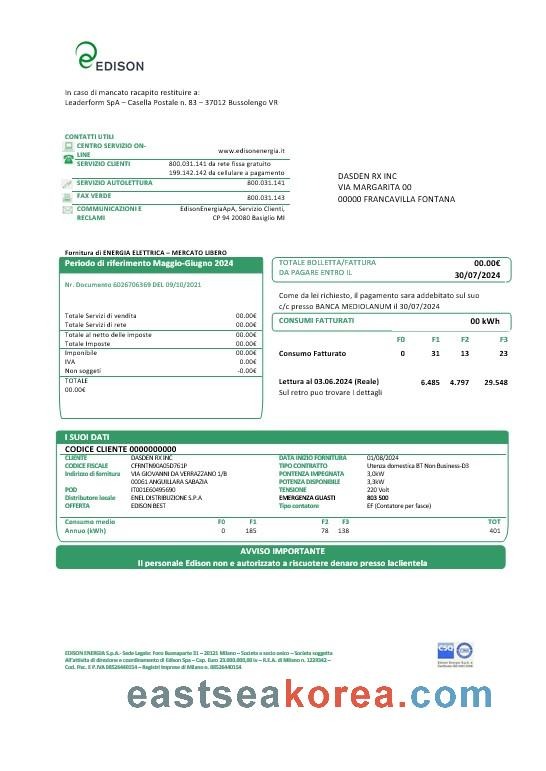 EDISON
In caso di mancato racapito restituire a:
Leaderform SpA – Casella Postale n. 83 – 37012 Bussolengo VR
CONTATTI UTILI
CENTRO SERVIZIO ON-LINE www.edisonenergia.it
SERVIZIO CLIENTI 800.031.141 da rete fissa gratuito
199.142.142 da cellulare a pagamento
SERVIZIO AUTOLETTURA 800.031.141
FAX VERDE 800.031.143
COMMUNICAZIONI E RECLAMI EdisonEnergiaApA, Servizio Clienti,
CP 94 20080 Basiglio MI
DASDEN RX INC
VIA MARGARITA 00
00000 FRANCAVILLA FONTANA
Fornitura di ENERGIA ELETTRICA – MERCATO LIBERO
Periodo di riferimento Maggio-Giugno 2024
Nr. Documento 6026706369 DEL 09/10/2021
Totale Servizi di vendita 00.00€
Totale Servizi di rete 00.00€
Totale al netto delle imposte 00.00€
Totale Imposte 00.00€
Imponibile 00.00€
IVA 0.00€
Non soggeti -0.00€
TOTALE
00.00€
TOTALE BOLLETTA/FATTURA 00.00€
DA PAGARE ENTRO IL 30/07/2024
Come da lei richiesto, il pagamento sara addebitato sul suo
c/c presso BANCA MEDIOLANUM il 30/07/2024
CONSUMI FATTURATI 00 kWh
F0 F1 F2 F3
Consumo Fatturato 0 31 13 23
Lettura al 03.06.2024 (Reale) 6.485 4.797 29.548
Sul retro puo trovare i dettagli
I SUOI DATI
CODICE CLIENTE 0000000000
CLIENTE DASDEN RX INC
CODICE FISCALE CFRNTN90A05D761P
Indirizzo di fornitura VIA GIOVANNI DA VERRAZZANO 1/B
00061 ANGUILLARA SABAZIA
POD IT001E60495690
Distributore locale ENEL DISTRIBUZIONE S.P.A
OFFERTA EDISON BEST
DATA INIZIO FORNITURA 01/08/2024
TIPO CONTRATTO Utenza domestica BT Non Business-D3
PONTENZA IMPEGNATA 3,0kW
POTENZA DISPONIBILE 3,3kW
TENSIONE 220 Volt
EMERGENZA GUASTI 803 500
Tipo contatore EF (Contatore per fasce)
Consumo medio F0 F1 F2 F3 TOT
Annuo (kWh) 0 185 78 138 401
AVVISO IMPORTANTE
Il personale Edison non e autorizzato a riscuotere denaro presso laclientela
EDISON ENERGIA S.p.A.- Sede Legale: Foro Buonaparte 31 – 20121 Milano – Societa a socio unico – Societa soggetta
All'attivita di direzione e coordinamento di Edison Spa – Cap. Euro 23.000.000,00 iv – R.E.A. di Milano n. 1229342 –
Cod. Fisc. E P.IVA 08526440154 – Registri Imprese di Milano n. 08526440154
CSQ
eastseakorea.com